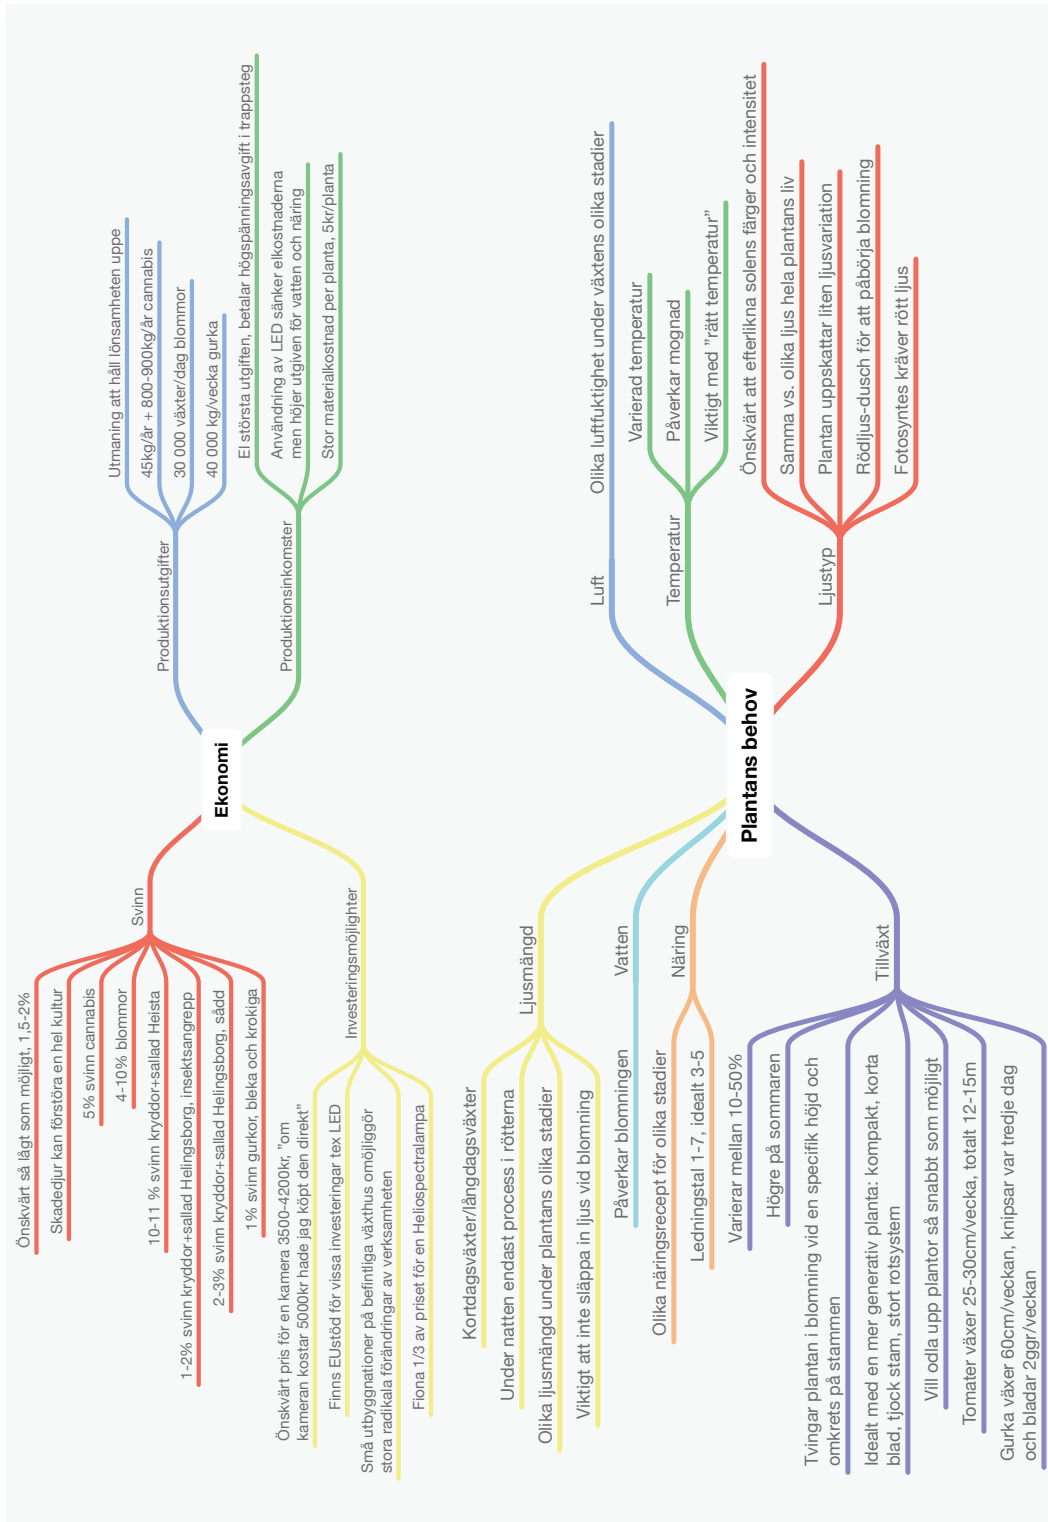 Ekonomi
Svinn
Önskvärt så lågt som möjligt, 1,5-2%
Skadedjur kan förstöra en hel kultur
5% svinn cannabis
4-10% blommor
10-11 % svinn kryddor+sallad Heista
1-2% svinn kryddor+sallad Helingsborg, insektsangrepp
2-3% svinn kryddor+sallad Helingsborg, sådd
1% svinn gurkor, bleka och krokiga
Investeringsmöjligheter
Önskvärt pris för en kamera 3500-4200kr, ”om
kameran kostar 5000kr hade jag köpt den direkt”
Finns EUstöd för vissa investeringar tex LED
Små utbyggnationer på befintliga växthus omöjliggör
stora radikala förändringar av verksamheten
Fiona 1/3 av priset för en Heliospectralampa
Produktionsutgifter
Utmaning att håll lönsamheten uppe
45kg/år + 800-900kg/år cannabis
30 000 växter/dag blommor
40 000 kg/vecka gurka
Produktionsinkomster
El största utgiften, betalar högspänningsavgift i trappsteg
Användning av LED sänker elkostnaderna
men höjer utgiven för vatten och näring
Stor materialkostnad per planta, 5kr/planta
Plantans behov
Ljusmängd
Kortdagsväxter/långdagsväxter
Under natten endast process i rötterna
Olika ljusmängd under plantans olika stadier
Viktigt att inte släppa in ljus vid blomning
Vatten
Påverkar blomningen
Näring
Olika näringsrecept för olika stadier
Ledningstal 1-7, idealt 3-5
Tillväxt
Varierar mellan 10-50%
Högre på sommaren
Tvingar plantan i blomning vid en specifik höjd och
omkrets på stammen
Idealt med en mer generativ planta: kompakt, korta
blad, tjock stam, stort rotsystem
Vill odla upp plantor så snabbt som möjligt
Tomater växer 25-30cm/vecka, totalt 12-15m
Gurka växer 60cm/veckan, knipsar var tredje dag
och bladar 2ggr/veckan
Luft
Olika luftfuktighet under växtens olika stadier
Temperatur
Varierad temperatur
Påverkar mognad
Viktigt med ”rätt temperatur”
Ljustyp
Önskvärt att efterlikna solens färger och intensitet
Samma vs. olika ljus hela plantans liv
Plantan uppskattar liten ljusvariation
Rödljus-dusch för att påbörja blomning
Fotosyntes kräver rött ljus